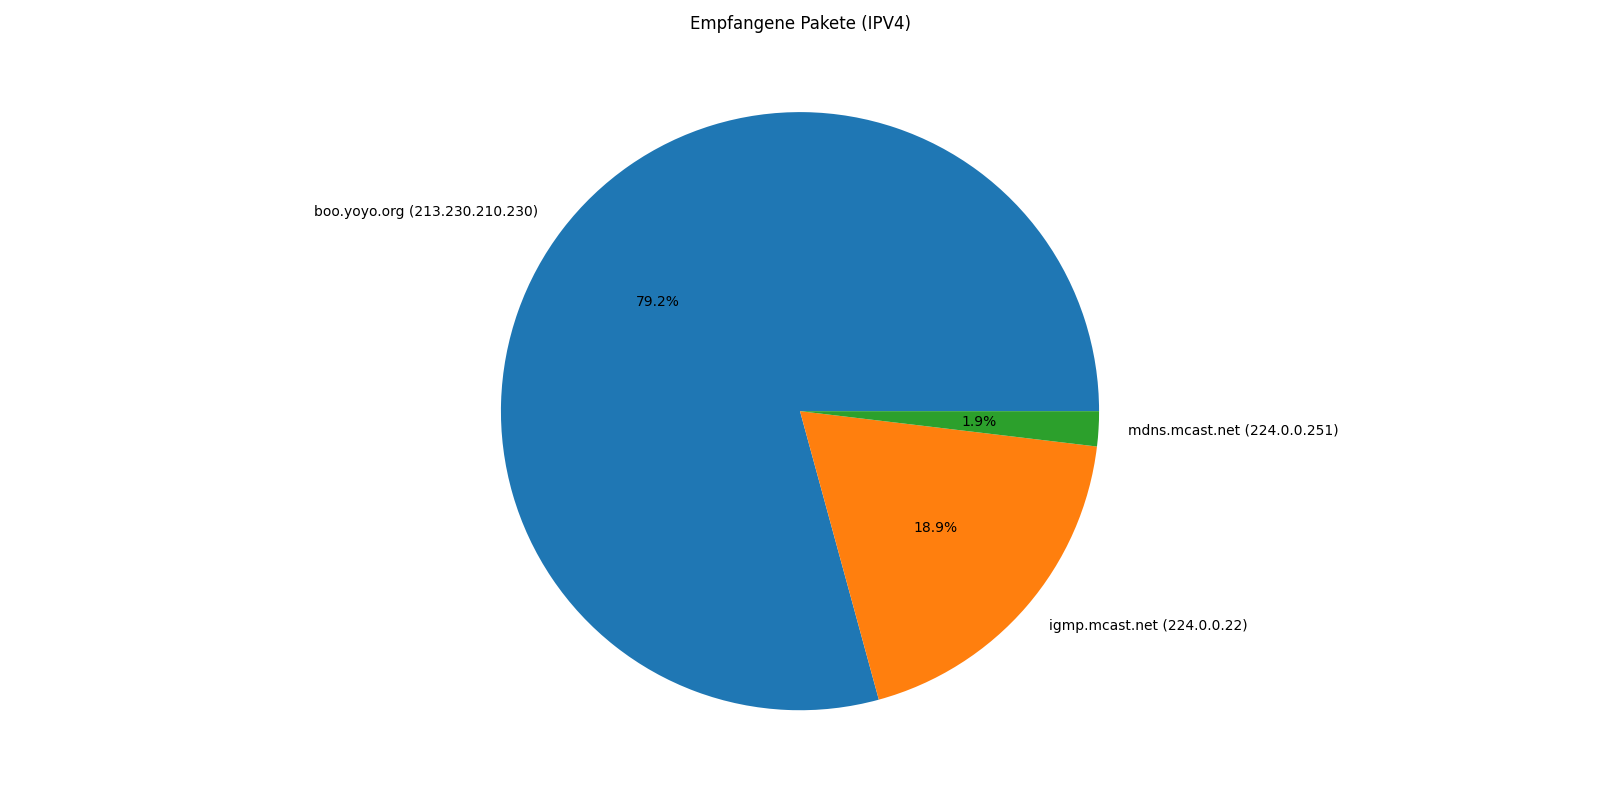 Empfangene Pakete (IPV4)
boo.yoyo.org (213.230.210.230)
79.2%
1.9%
mdns.mcast.net (224.0.0.251)
18.9%
igmp.mcast.net (224.0.0.22)